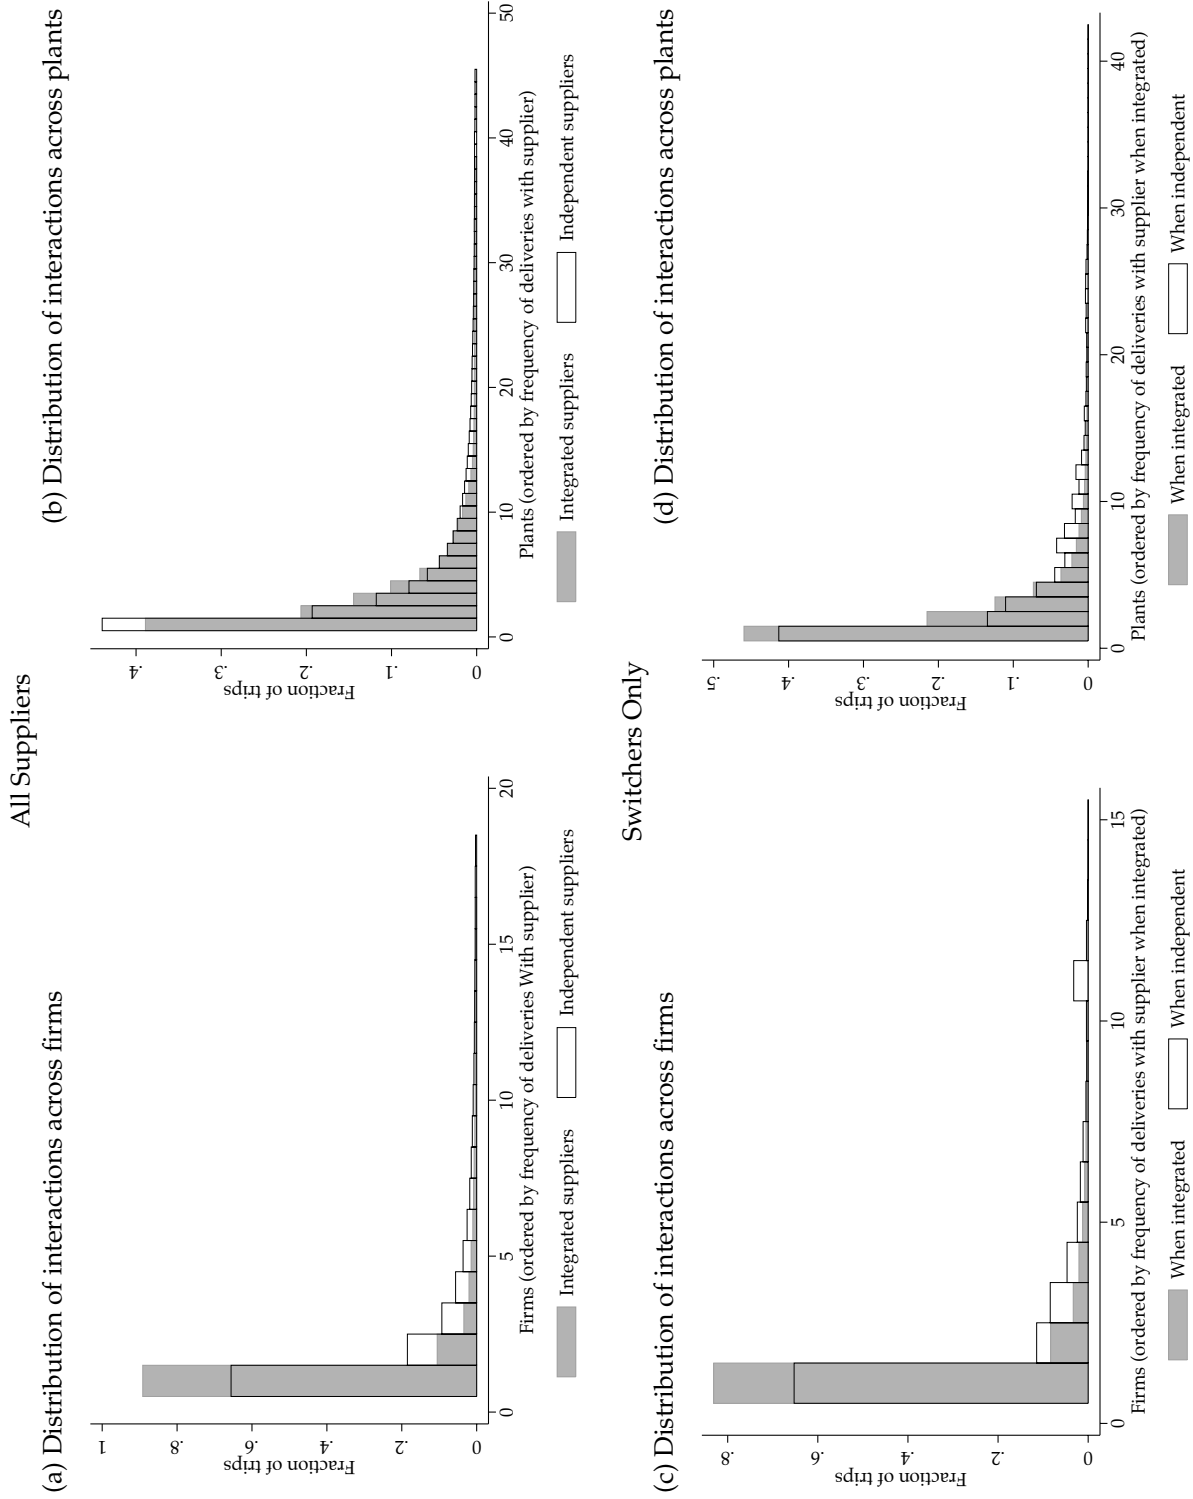 All Suppliers
(a) Distribution of interactions across firms
Fraction of trips
0 .2 .4 .6 .8 1
0 5 10 15 20
Firms (ordered by frequency of deliveries With supplier)
Integrated suppliers Independent suppliers
(b) Distribution of interactions across plants
Fraction of trips
0 .1 .2 .3 .4
0 10 20 30 40 50
Plants (ordered by frequency of deliveries with supplier)
Integrated suppliers Independent suppliers
Switchers Only
(c) Distribution of interactions across firms
Fraction of trips
0 .2 .4 .6 .8
0 5 10 15
Firms (ordered by frequency of deliveries with supplier when integrated)
When integrated When independent
(d) Distribution of interactions across plants
Fraction of trips
0 .1 .2 .3 .4 .5
0 10 20 30 40
Plants (ordered by frequency of deliveries with supplier when integrated)
When integrated When independent